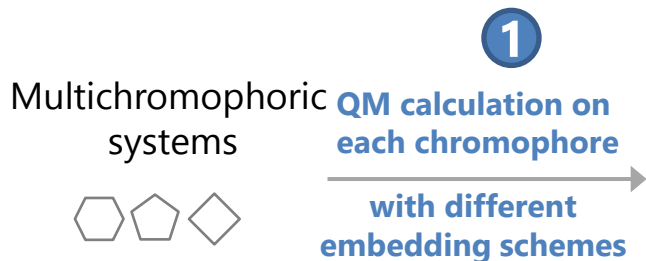 1
Multichromophoric
systems
QM calculation on
each chromophore
with different
embedding schemes